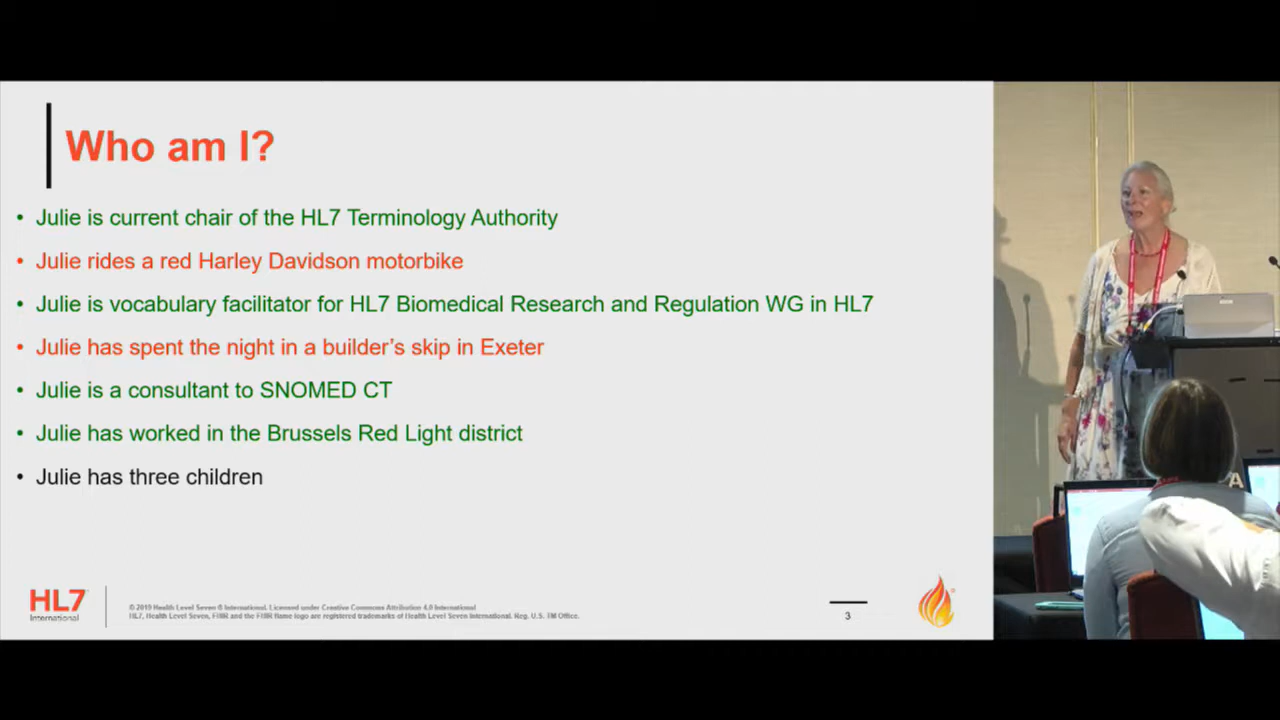 Who am I?
• Julie is current chair of the HL7 Terminology Authority
• Julie rides a red Harley Davidson motorbike
• Julie is vocabulary facilitator for HL7 Biomedical Research and Regulation WG in HL7
• Julie has spent the night in a builder's skip in Exeter
• Julie is a consultant to SNOMED CT
• Julie has worked in the Brussels Red Light district
• Julie has three children
HL7
International
© 2019 Health Level Seven ® International. Licensed under Creative Commons Attribution 4.0 International
HL7, Health Level Seven, FHIR and the FHIR flame logo are registered trademarks of Health Level Seven International. Reg. U.S. TM Office.
3
A